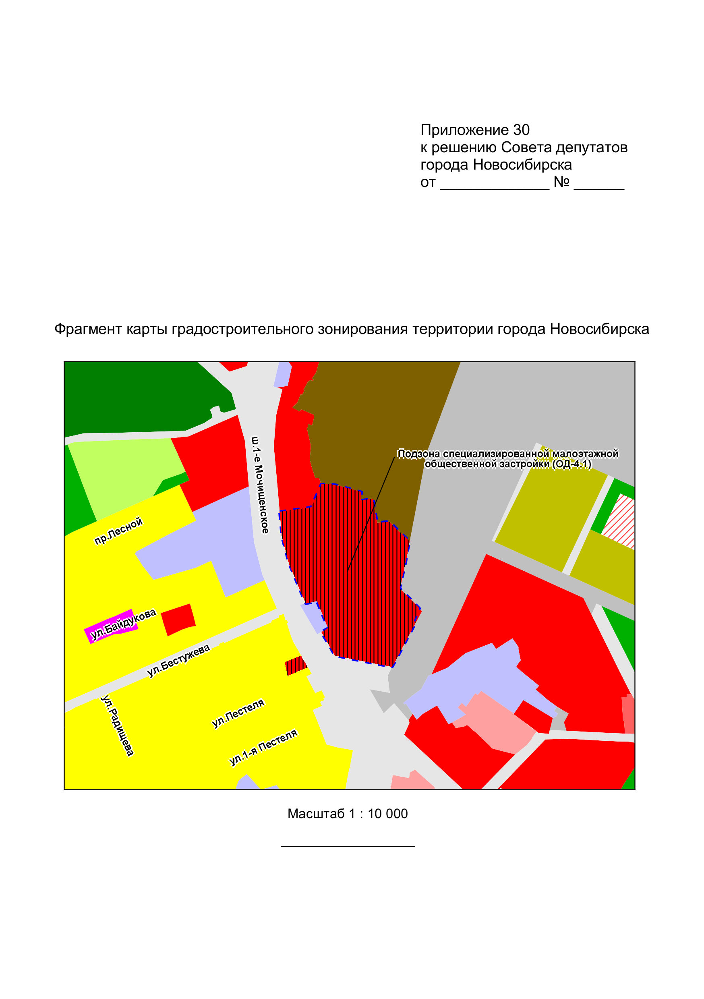 Приложение 30
к решению Совета депутатов
города Новосибирска
от _____________ № ______
Фрагмент карты градостроительного зонирования территории города Новосибирска
ш.1-е Мочищенское
Подзона специализированной малоэтажной
общественной застройки (ОД-4.1)
пр.Лесной
ул.Байдукова
ул.Бестужева
ул.Радищева
ул.Пестеля
ул.1-я Пестеля
Масштаб 1 : 10 000